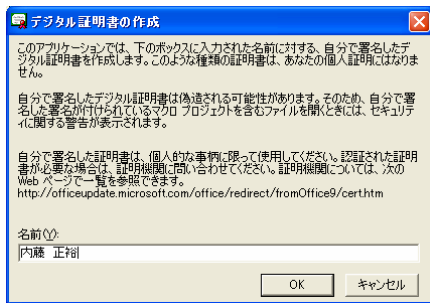 デジタル証明書の作成
このアプリケーションでは、下のボックスに入力された名前に対する、自分で署名したデ
ジタル証明書を作成します。このような種類の証明書は、あなたの個人証明にはなりま
せん。
自分で署名したデジタル証明書は偽造される可能性があります。そのため、自分で署
名した署名が付けられているマクロ プロジェクトを含むファイルを開くときには、セキュリテ
ィに関する警告が表示されます。
自分で署名した証明書は、個人的な事柄に限って使用してください。認証された証明
書が必要な場合は、証明機関に問い合わせてください。証明機関については、次の
Web ページで一覧を参照できます。
http://officeupdate.microsoft.com/office/redirect/fromOffice9/cert.htm
名前(Y):
内藤 正裕
OK
キャンセル